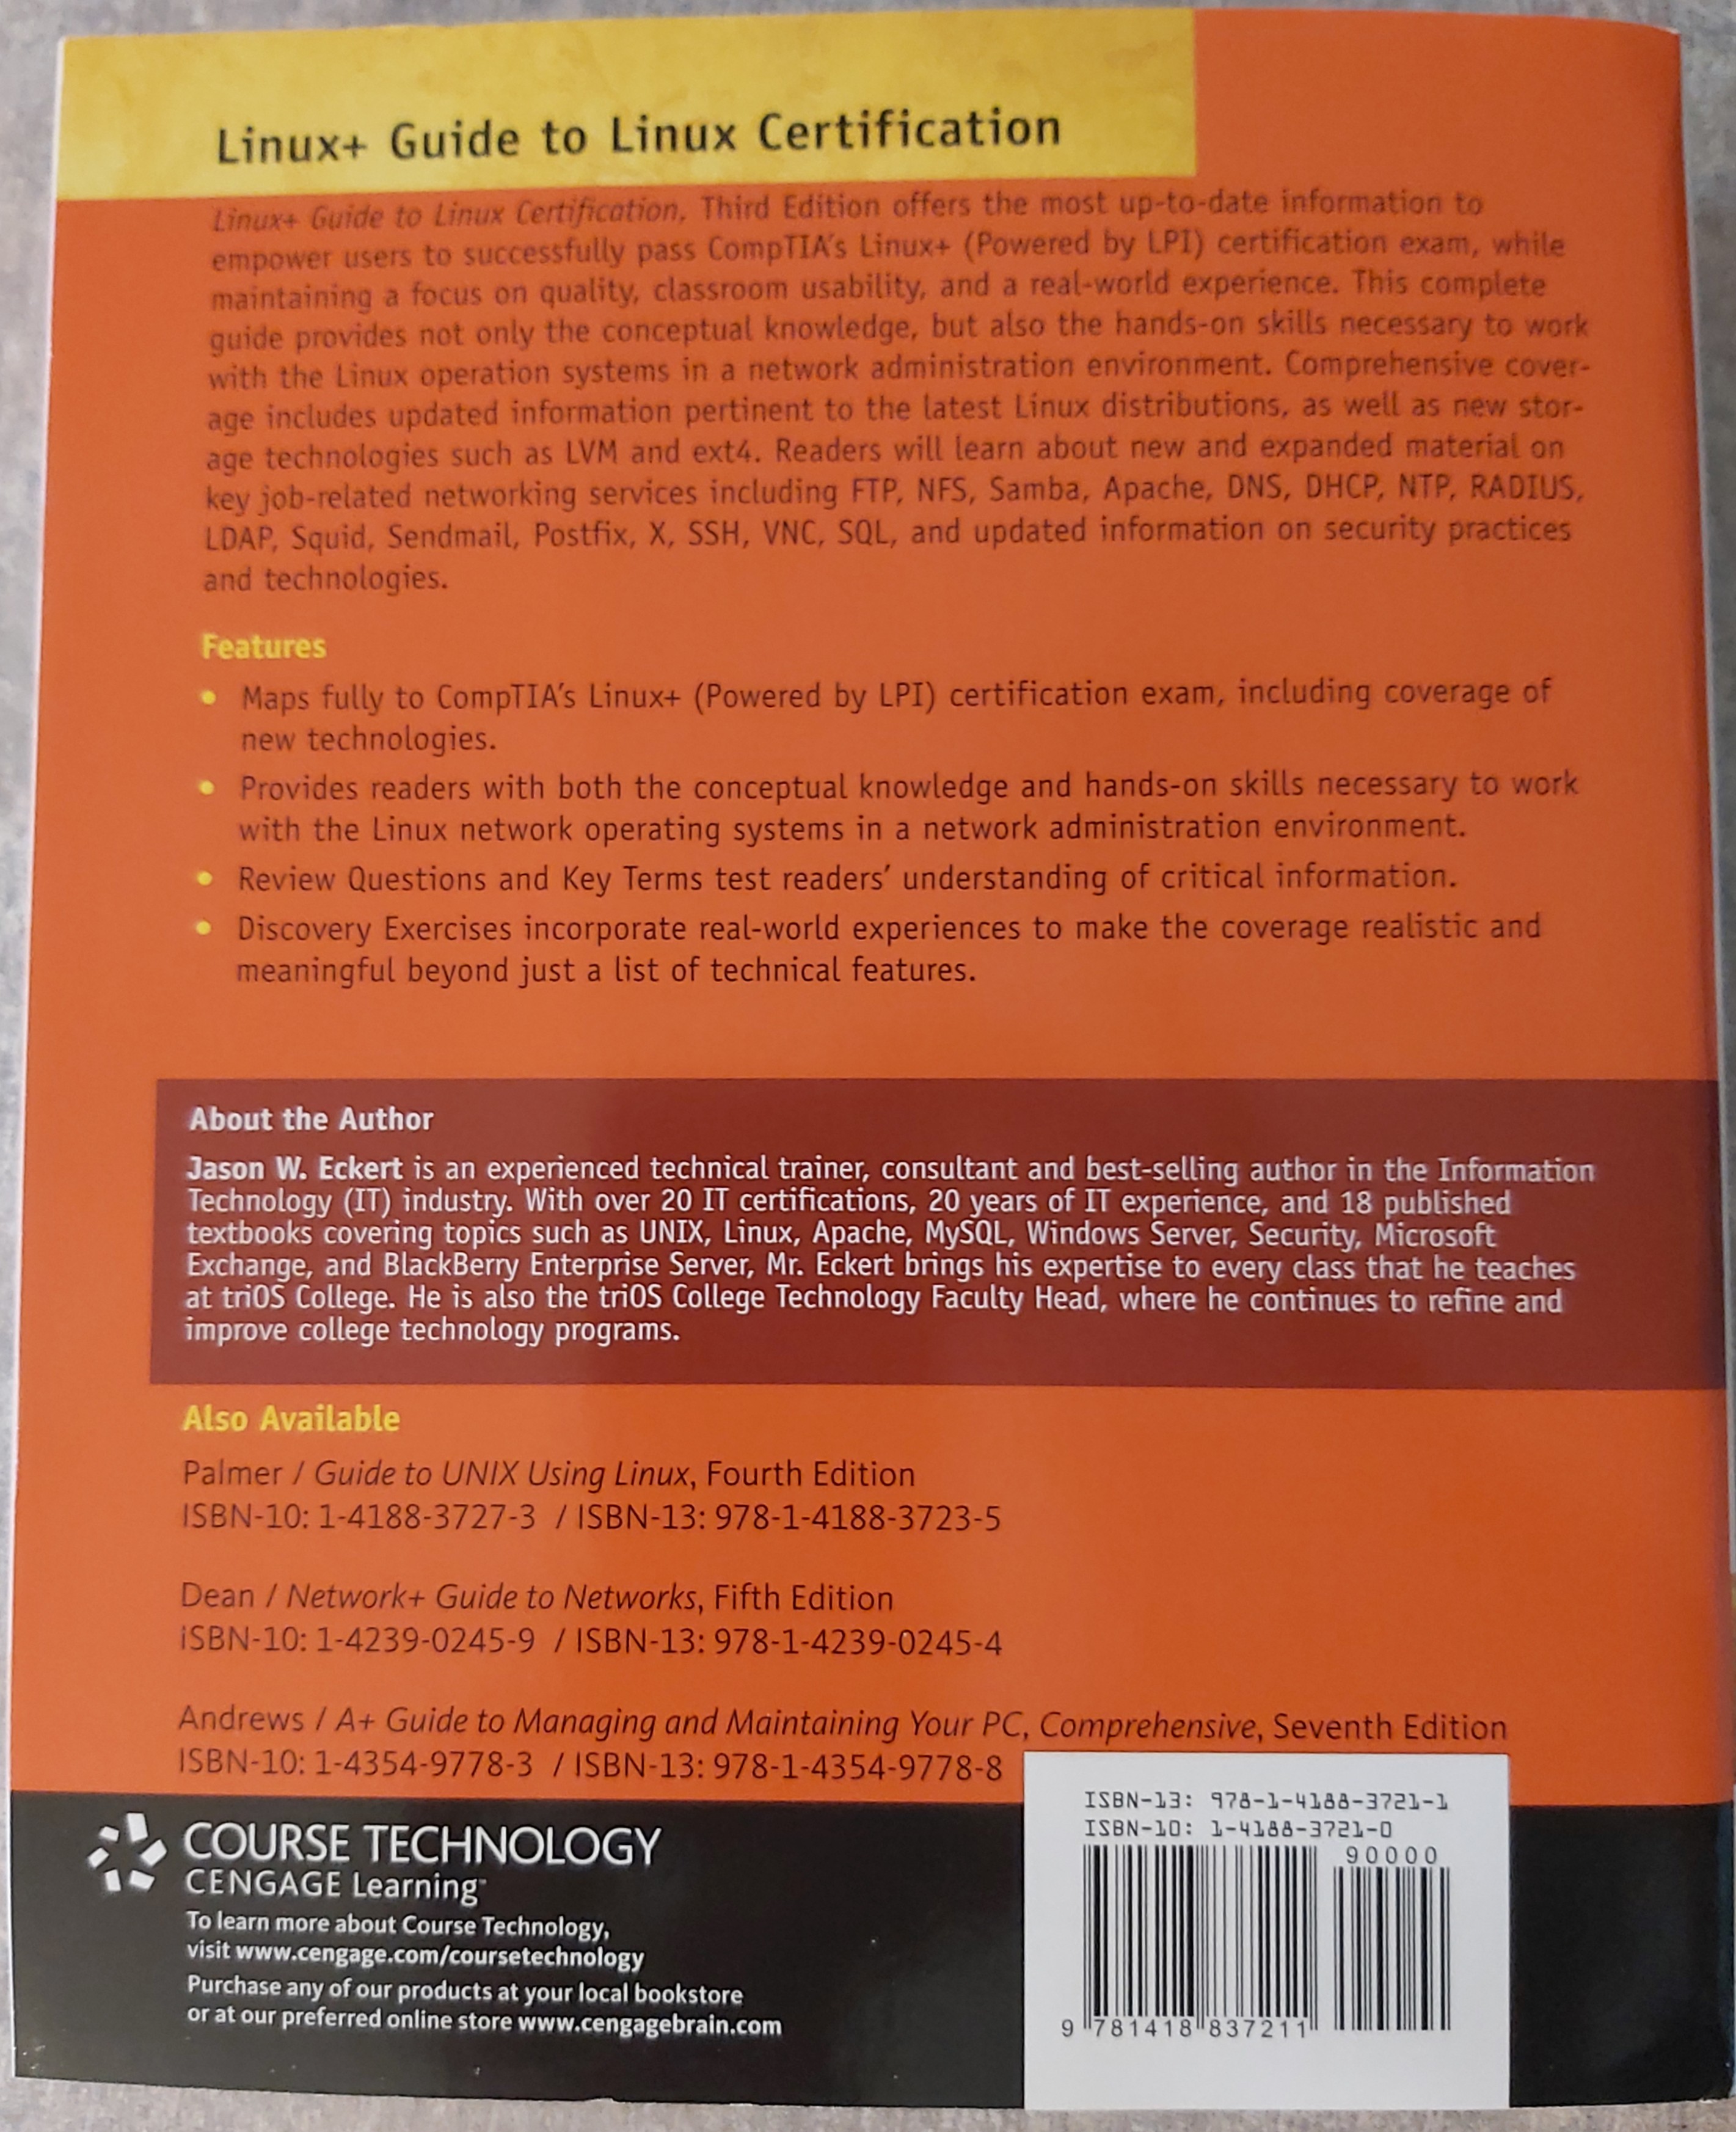 Linux+ Guide to Linux Certification
Linux+ Guide to Linux Certification, Third Edition offers the most up-to-date information to
empower users to successfully pass CompTIA's Linux+ (Powered by LPI) certification exam, while
maintaining a focus on quality, classroom usability, and a real-world experience. This complete
guide provides not only the conceptual knowledge, but also the hands-on skills necessary to work
with the Linux operation systems in a network administration environment. Comprehensive cover-
age includes updated information pertinent to the latest Linux distributions, as well as new stor-
age technologies such as LVM and ext4. Readers will learn about new and expanded material on
key job-related networking services including FTP, NFS, Samba, Apache, DNS, DHCP, NTP, RADIUS,
LDAP, Squid, Sendmail, Postfix, X, SSH, VNC, SQL, and updated information on security practices
and technologies.
Features
• Maps fully to CompTIA's Linux+ (Powered by LPI) certification exam, including coverage of
new technologies.
• Provides readers with both the conceptual knowledge and hands-on skills necessary to work
with the Linux network operating systems in a network administration environment.
• Review Questions and Key Terms test readers' understanding of critical information.
• Discovery Exercises incorporate real-world experiences to make the coverage realistic and
meaningful beyond just a list of technical features.
About the Author
Jason W. Eckert is an experienced technical trainer, consultant and best-selling author in the Information
Technology (IT) industry. With over 20 IT certifications, 20 years of IT experience, and 18 published
textbooks covering topics such as UNIX, Linux, Apache, MySQL, Windows Server, Security, Microsoft
Exchange, and BlackBerry Enterprise Server, Mr. Eckert brings his expertise to every class that he teaches
at triOS College. He is also the triOS College Technology Faculty Head, where he continues to refine and
improve college technology programs.
Also Available
Palmer / Guide to UNIX Using Linux, Fourth Edition
ISBN-10: 1-4188-3727-3 / ISBN-13: 978-1-4188-3723-5
Dean / Network+ Guide to Networks, Fifth Edition
ISBN-10: 1-4239-0245-9 / ISBN-13: 978-1-4239-0245-4
Andrews / A+ Guide to Managing and Maintaining Your PC, Comprehensive, Seventh Edition
ISBN-10: 1-4354-9778-3 / ISBN-13: 978-1-4354-9778-8
COURSE TECHNOLOGY
CENGAGE Learning™
To learn more about Course Technology,
visit www.cengage.com/coursetechnology
Purchase any of our products at your local bookstore
or at our preferred online store www.cengagebrain.com
ISBN-13: 978-1-4188-3721-1
ISBN-10: 1-4188-3721-0
90000
9 781418 837211